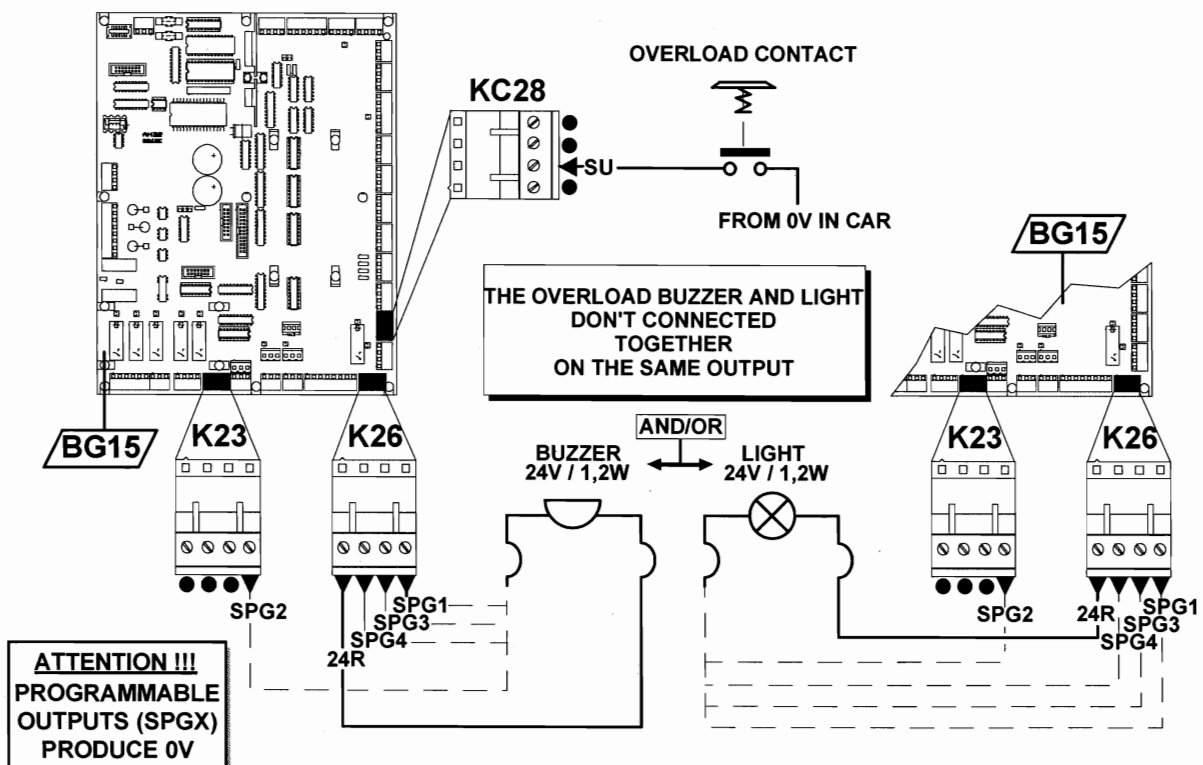 OVERLOAD CONTACT
KC28
SU
FROM 0V IN CAR
BG15
THE OVERLOAD BUZZER AND LIGHT
DON'T CONNECTED
TOGETHER
ON THE SAME OUTPUT
BG15
K23
K26
AND/OR
BUZZER
24V / 1,2W
LIGHT
24V / 1,2W
K23
K26
SPG2
SPG1
SPG3
SPG4
24R
SPG2
24R
SPG1
SPG3
SPG4
ATTENTION !!!
PROGRAMMABLE
OUTPUTS (SPGX)
PRODUCE 0V